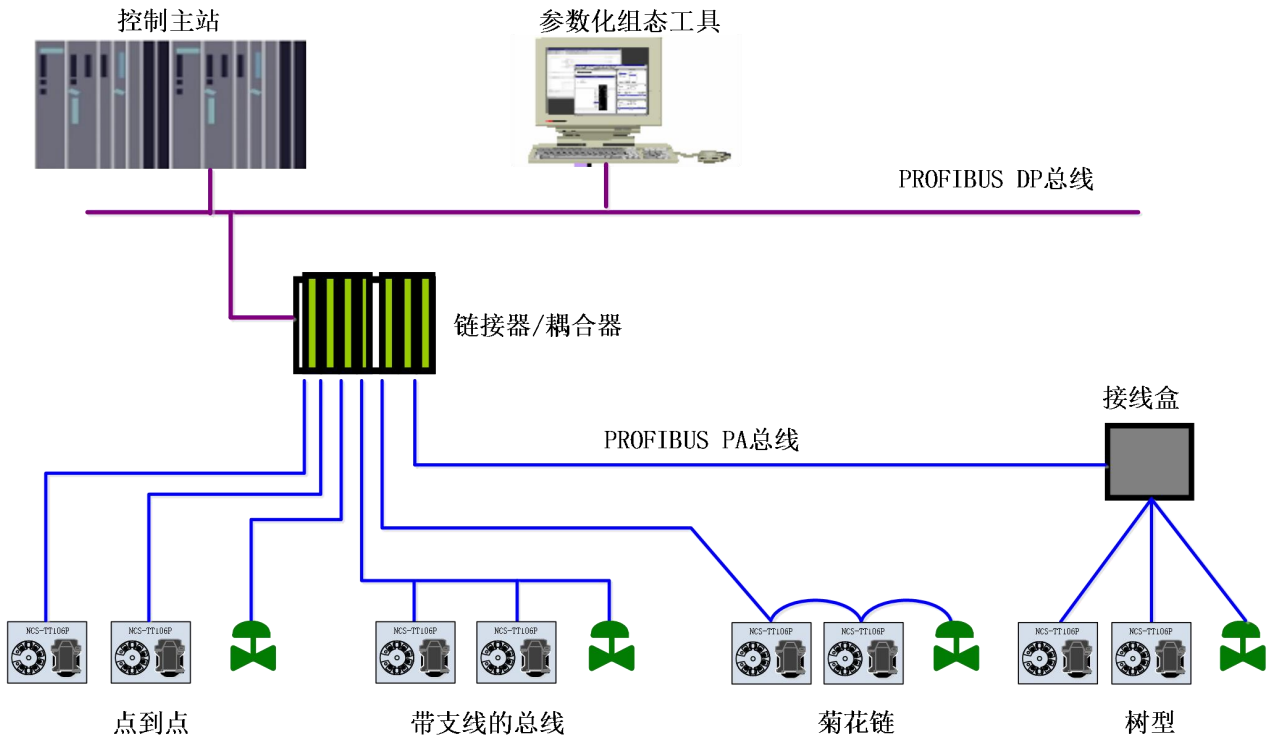 控制主站
参数化组态工具
PROFIBUS DP总线
链接器/耦合器
接线盒
PROFIBUS PA总线
NCS-TT106P
NCS-TT106P
NCS-TT106P
NCS-TT106P
NCS-TT106P
NCS-TT106P
NCS-TT106P
NCS-TT106P
点到点
带支线的总线
菊花链
树型